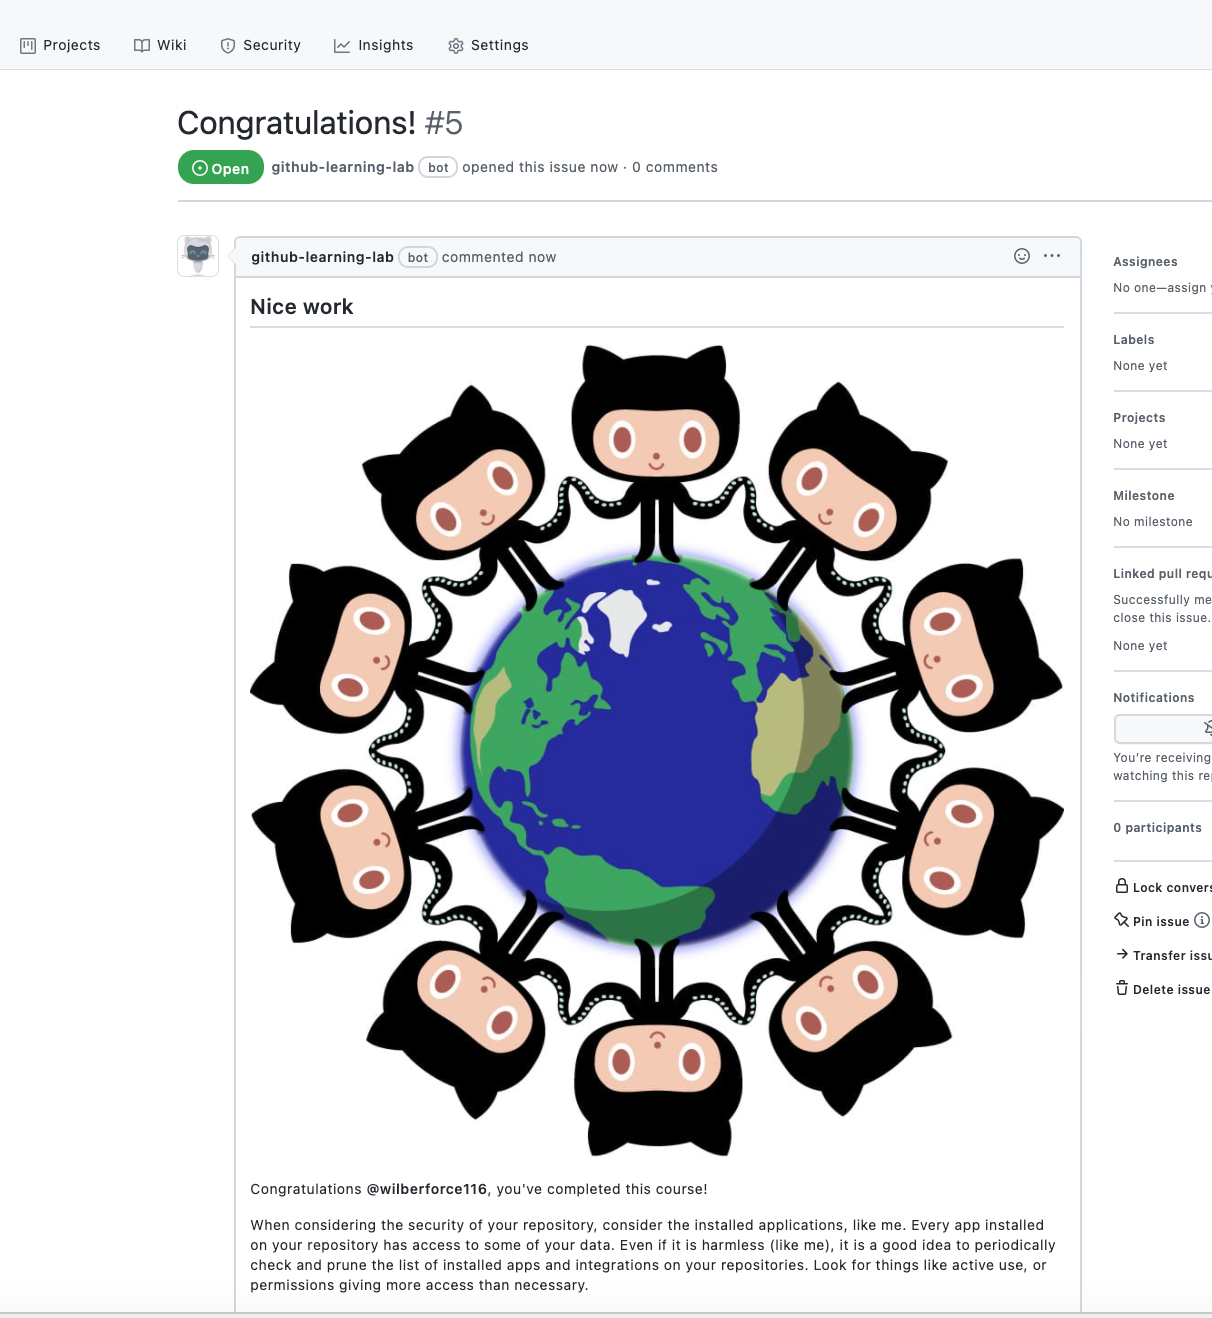 Projects Wiki Security Insights Settings
Congratulations! #5
Open github-learning-lab bot opened this issue now · 0 comments
github-learning-lab bot commented now
Nice work
Congratulations @wilberforce116, you've completed this course!
When considering the security of your repository, consider the installed applications, like me. Every app installed
on your repository has access to some of your data. Even if it is harmless (like me), it is a good idea to periodically
check and prune the list of installed apps and integrations on your repositories. Look for things like active use, or
permissions giving more access than necessary.
Assignees
No one—assign
Labels
None yet
Projects
None yet
Milestone
No milestone
Linked pull requ
Successfully me
close this issue.
None yet
Notifications
You're receiving
watching this re
0 participants
Lock convers
Pin issue
Transfer issu
Delete issue